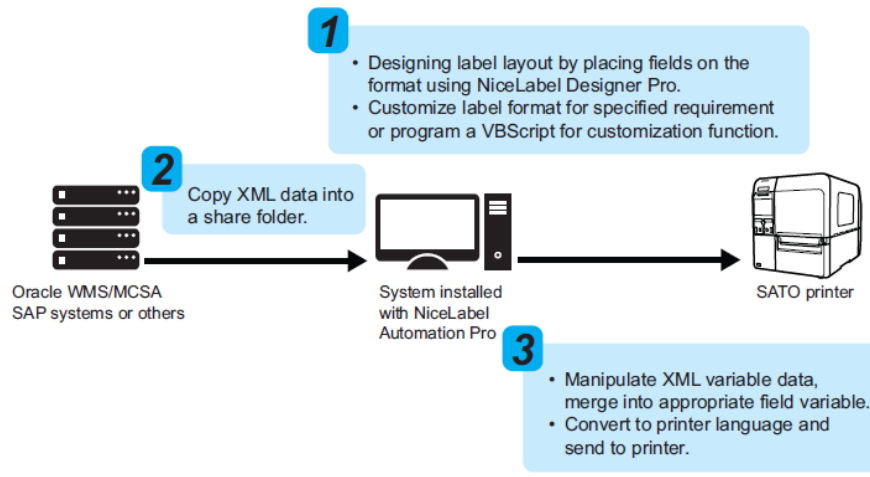 1
• Designing label layout by placing fields on the
format using NiceLabel Designer Pro.
• Customize label format for specified requirement
or program a VBScript for customization function.
2
Copy XML data into
a share folder.
Oracle WMS/MCSA
SAP systems or others
System installed
with NiceLabel
Automation Pro
SATO printer
3
• Manipulate XML variable data,
merge into appropriate field variable.
• Convert to printer language and
send to printer.